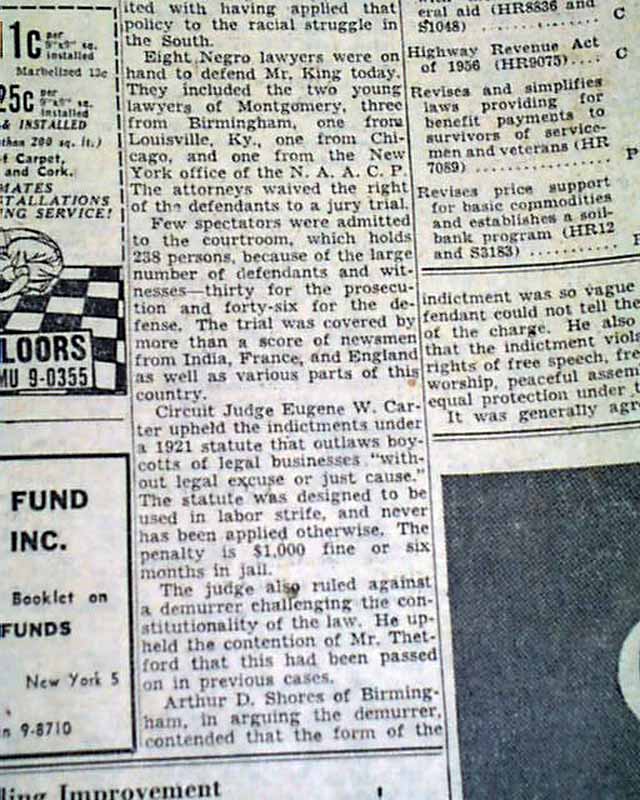 1c per
9"x9" sq.
installed
Marbelized 13c
25c per
9"x9" sq.
installed
& INSTALLED
than 200 sq. ft.)
f Carpet,
and Cork.
MATES
STALLATIONS
NG SERVICE!
LOORS
MU 9-0355
FUND
INC.
Booklet on
FUNDS
New York 5
n 9-8710
ited with having applied that
policy to the racial struggle in
the South.
Eight Negro lawyers were on
hand to defend Mr. King today.
They included the two young
lawyers of Montgomery, three
from Birmingham, one from
Louisville, Ky., one from Chi-
cago, and one from the New
York office of the N. A. A. C. P.
The attorneys waived the right
of the defendants to a jury trial.
Few spectators were admitted
to the courtroom, which holds
238 persons, because of the large
number of defendants and wit-
nesses—thirty for the prosecu-
tion and forty-six for the de-
fense. The trial was covered by
more than a score of newsmen
from India, France, and England
as well as various parts of this
country.
Circuit Judge Eugene W. Car-
ter upheld the indictments under
a 1921 statute that outlaws boy-
cotts of legal businesses "with-
out legal excuse or just cause."
The statute was designed to be
used in labor strife, and never
has been applied otherwise. The
penalty is $1,000 fine or six
months in jail.
The judge also ruled against
a demurrer challenging the con-
stitutionality of the law. He up-
held the contention of Mr. Thet-
ford that this had been passed
on in previous cases.
Arthur D. Shores of Birming-
ham, in arguing the demurrer,
contended that the form of the
ling Improvement
eral aid (HR8836 and
S1048) .......... C
Highway Revenue Act
of 1956 (HR9075).... C
Revises and simplifies
laws providing for
benefit payments to
survivors of service-
men and veterans (HR
7089) .......... P
Revises price support
for basic commodities
and establishes a soil-
bank program (HR12
and S3183) ..........
indictment was so vague
fendant could not tell the
of the charge. He also
that the indictment viola
rights of free speech, fre
worship, peaceful assem
equal protection under
It was generally agre